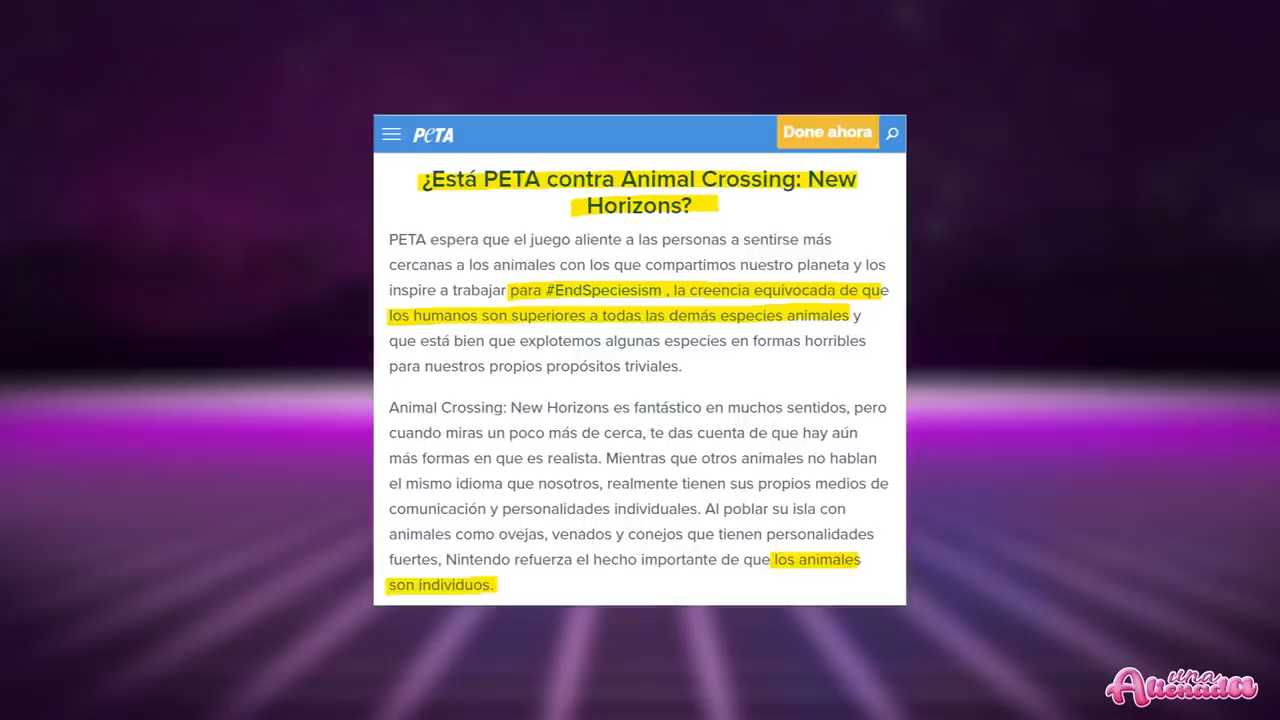 PETA
Done ahora
¿Está PETA contra Animal Crossing: New
Horizons?
PETA espera que el juego aliente a las personas a sentirse más
cercanas a los animales con los que compartimos nuestro planeta y los
inspire a trabajar para #EndSpeciesism , la creencia equivocada de que
los humanos son superiores a todas las demás especies animales y
que está bien que explotemos algunas especies en formas horribles
para nuestros propios propósitos triviales.
Animal Crossing: New Horizons es fantástico en muchos sentidos, pero
cuando miras un poco más de cerca, te das cuenta de que hay aún
más formas en que es realista. Mientras que otros animales no hablan
el mismo idioma que nosotros, realmente tienen sus propios medios de
comunicación y personalidades individuales. Al poblar su isla con
animales como ovejas, venados y conejos que tienen personalidades
fuertes, Nintendo refuerza el hecho importante de que los animales
son individuos.
una
Alienada